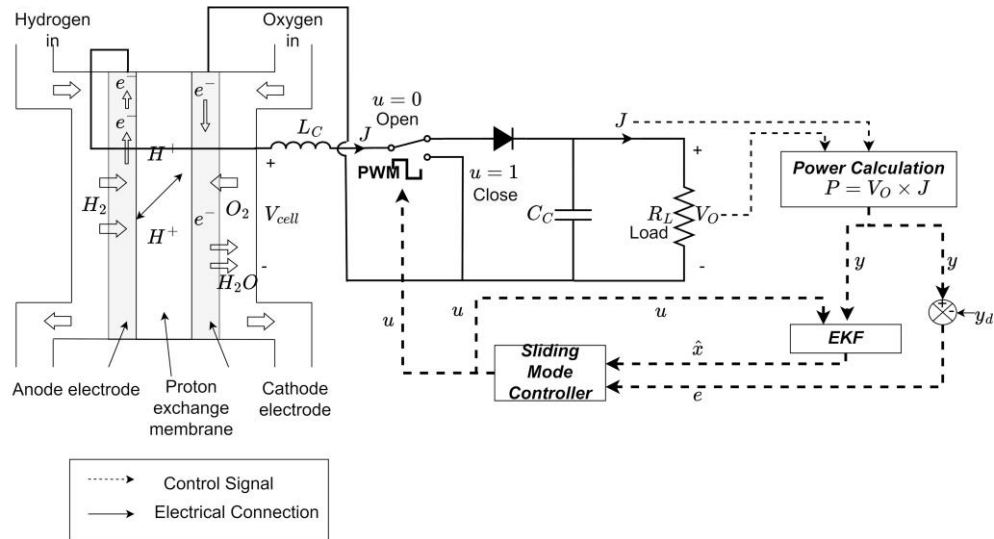 Hydrogen in
Oxygen in
e⁻
e⁻
e⁻
e⁻
H⁺
H⁺
H₂
O₂
H₂O
L_C
J
+
V_cell
-
u = 0
Open
PWM
u = 1
Close
C_C
J
+
R_L
Load
V_O
-
J
Power Calculation
P = V_O × J
y
y
+
-
y_d
EKF
u
u
u
x̂
e
Sliding
Mode
Controller
Anode electrode
Proton
exchange
membrane
Cathode
electrode
Control Signal
Electrical Connection